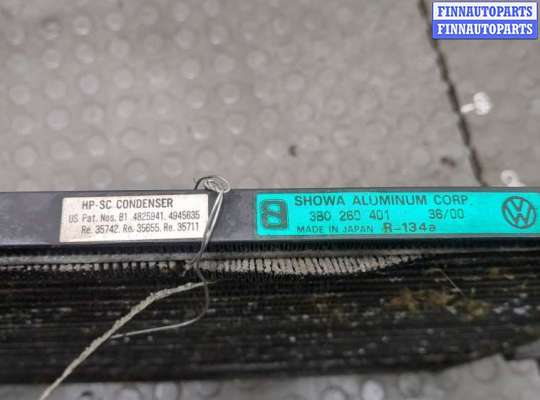 FINNAUTOPARTS
FINNAUTOPARTS
HP-SC CONDENSER
US Pat. Nos. B1 4825941. 4945635
Re. 35742. Re. 35655. Re. 35711
SHOWA ALUMINUM CORP.
3B0 260 401 36/00
MADE IN JAPAN R-134a